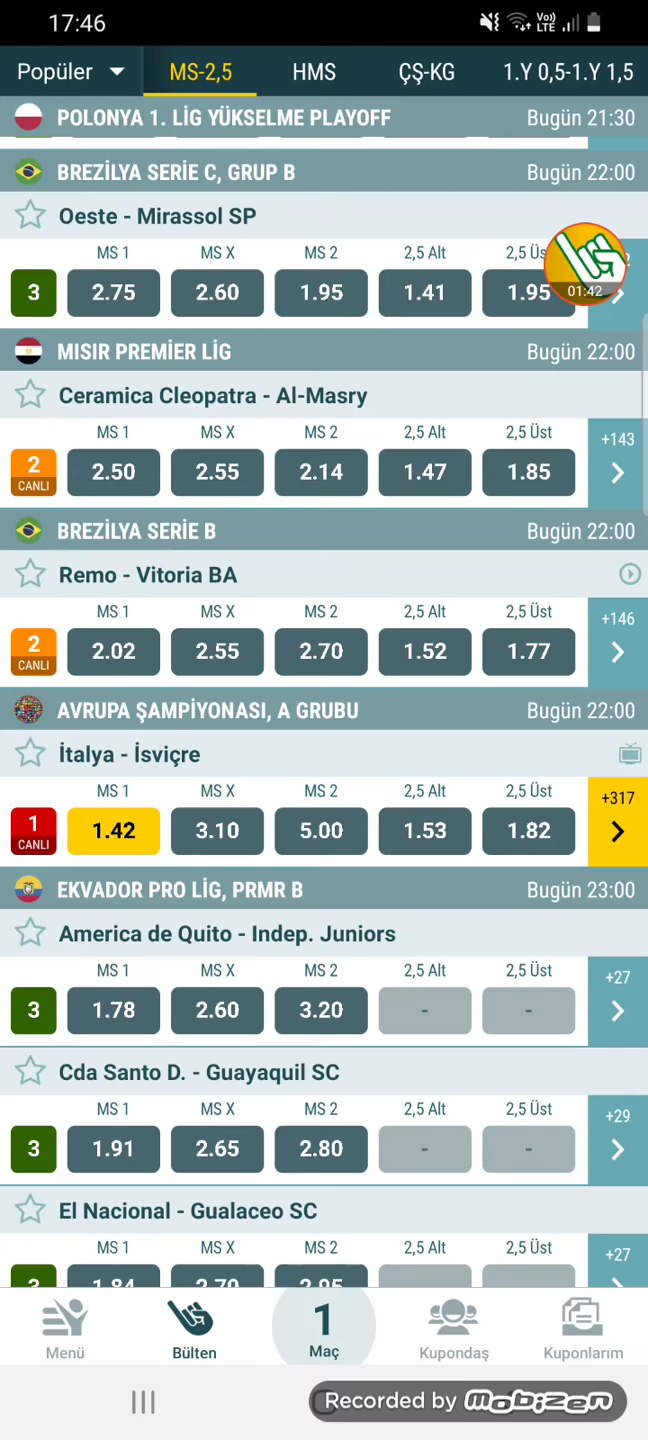 17:46
Vo))
LTE
Popüler
MS-2,5
HMS
ÇŞ-KG
1.Y 0,5-1.Y 1,5
POLONYA 1. LİG YÜKSELME PLAYOFF Bugün 21:30
BREZİLYA SERIE C, GRUP B Bugün 22:00
Oeste - Mirassol SP
MS 1 MS X MS 2 2,5 Alt 2,5 Üs
3 2.75 2.60 1.95 1.41 1.95
01:42
MISIR PREMİER LİG Bugün 22:00
Ceramica Cleopatra - Al-Masry
MS 1 MS X MS 2 2,5 Alt 2,5 Üst +143
2 2.50 2.55 2.14 1.47 1.85
CANLI
BREZİLYA SERIE B Bugün 22:00
Remo - Vitoria BA
MS 1 MS X MS 2 2,5 Alt 2,5 Üst +146
2 2.02 2.55 2.70 1.52 1.77
CANLI
AVRUPA ŞAMPİYONASI, A GRUBU Bugün 22:00
İtalya - İsviçre
MS 1 MS X MS 2 2,5 Alt 2,5 Üst +317
1 1.42 3.10 5.00 1.53 1.82
CANLI
EKVADOR PRO LİG, PRMR B Bugün 23:00
America de Quito - Indep. Juniors
MS 1 MS X MS 2 2,5 Alt 2,5 Üst +27
3 1.78 2.60 3.20 - -
Cda Santo D. - Guayaquil SC
MS 1 MS X MS 2 2,5 Alt 2,5 Üst +29
3 1.91 2.65 2.80 - -
El Nacional - Gualaceo SC
MS 1 MS X MS 2 2,5 Alt 2,5 Üst +27
3 1.84 2.70 2.95
Menü
Bülten
1
Maç
Kupondaş
Kuponlarım
Recorded by mobizen